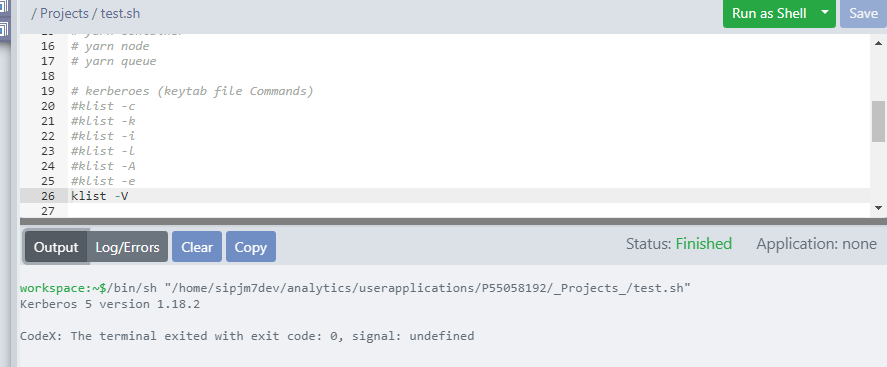 / Projects / test.sh
Run as Shell
Save
16 # yarn node
17 # yarn queue
18
19 # kerberoes (keytab file Commands)
20 #klist -c
21 #klist -k
22 #klist -i
23 #klist -l
24 #klist -A
25 #klist -e
26 klist -V
27
Output
Log/Errors
Clear
Copy
Status: Finished
Application: none
workspace:~$/bin/sh "/home/sipjm7dev/analytics/userapplications/P55058192/_Projects_/test.sh"
Kerberos 5 version 1.18.2
CodeX: The terminal exited with exit code: 0, signal: undefined